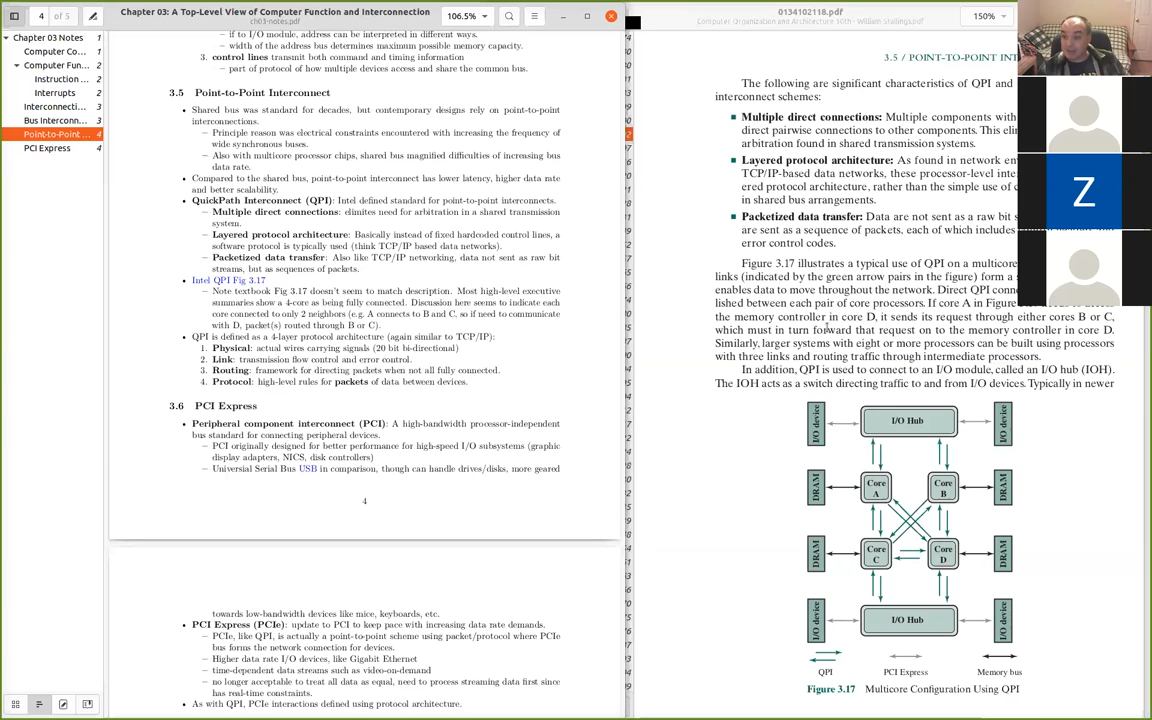 4 of 5
Chapter 03: A Top-Level View of Computer Function and Interconnection
ch03-notes.pdf
106.5%
Chapter 03 Notes 1
Computer Co... 1
Computer Fun... 2
Instruction ... 2
Interrupts 2
Interconnecti... 3
Bus Interconn... 3
Point-to-Point ... 4
PCI Express 4
– if to I/O module, address can be interpreted in different ways.
– width of the address bus determines maximum possible memory capacity.
3. control lines transmit both command and timing information
– part of protocol of how multiple devices access and share the common bus.
3.5 Point-to-Point Interconnect
• Shared bus was standard for decades, but contemporary designs rely on point-to-point
interconnections.
– Principle reason was electrical constraints encountered with increasing the frequency of
wide synchronous buses.
– Also with multicore processor chips, shared bus magnified difficulties of increasing bus
data rate.
• Compared to the shared bus, point-to-point interconnect has lower latency, higher data rate
and better scalability.
• QuickPath Interconnect (QPI): Intel defined standard for point-to-point interconnects.
– Multiple direct connections: elimites need for arbitration in a shared transmission
system.
– Layered protocol architecture: Basically instead of fixed hardcoded control lines, a
software protocol is typically used (think TCP/IP based data networks).
– Packetized data transfer: Also like TCP/IP networking, data not sent as raw bit
streams, but as sequences of packets.
• Intel QPI Fig 3.17
– Note textbook Fig 3.17 doesn't seem to match description. Most high-level executive
summaries show a 4-core as being fully connected. Discussion here seems to indicate each
core connected to only 2 neighbors (e.g. A connects to B and C, so if need to communicate
with D, packet(s) routed through B or C).
• QPI is defined as a 4-layer protocol architecture (again similar to TCP/IP):
1. Physical: actual wires carrying signals (20 bit bi-directional)
2. Link: transmission flow control and error control.
3. Routing: framework for directing packets when not all fully connected.
4. Protocol: high-level rules for packets of data between devices.
3.6 PCI Express
• Peripheral component interconnect (PCI): A high-bandwidth processor-independent
bus standard for connecting peripheral devices.
– PCI originally designed for better performance for high-speed I/O subsystems (graphic
display adapters, NICS, disk controllers)
– Universial Serial Bus USB in comparison, though can handle drives/disks, more geared
4
towards low-bandwidth devices like mice, keyboards, etc.
• PCI Express (PCIe): update to PCI to keep pace with increasing data rate demands.
– PCIe, like QPI, is actually a point-to-point scheme using packet/protocol where PCIe
bus forms the network connection for devices.
– Higher data rate I/O devices, like Gigabit Ethernet
– time-dependent data streams such as video-on-demand
– no longer acceptable to treat all data as equal, need to process streaming data first since
has real-time constraints.
• As with QPI, PCIe interactions defined using protocol architecture.
0134102118.pdf
Computer Organization and Architecture 10th - William Stallings.pdf
150%
3.5 / POINT-TO-POINT INT
The following are significant characteristics of QPI and
interconnect schemes:
■ Multiple direct connections: Multiple components with
direct pairwise connections to other components. This eli
arbitration found in shared transmission systems.
■ Layered protocol architecture: As found in network en
TCP/IP-based data networks, these processor-level inte
ered protocol architecture, rather than the simple use of c
in shared bus arrangements.
■ Packetized data transfer: Data are not sent as a raw bit s
are sent as a sequence of packets, each of which includes
error control codes.
Figure 3.17 illustrates a typical use of QPI on a multicore
links (indicated by the green arrow pairs in the figure) form a s
enables data to move throughout the network. Direct QPI conne
lished between each pair of core processors. If core A in Figure
the memory controller in core D, it sends its request through either cores B or C,
which must in turn forward that request on to the memory controller in core D.
Similarly, larger systems with eight or more processors can be built using processors
with three links and routing traffic through intermediate processors.
In addition, QPI is used to connect to an I/O module, called an I/O hub (IOH).
The IOH acts as a switch directing traffic to and from I/O devices. Typically in newer
I/O device
I/O Hub
I/O device
DRAM
Core
A
Core
B
DRAM
DRAM
Core
C
Core
D
DRAM
I/O device
I/O Hub
I/O device
QPI
PCI Express
Memory bus
Figure 3.17 Multicore Configuration Using QPI
Z